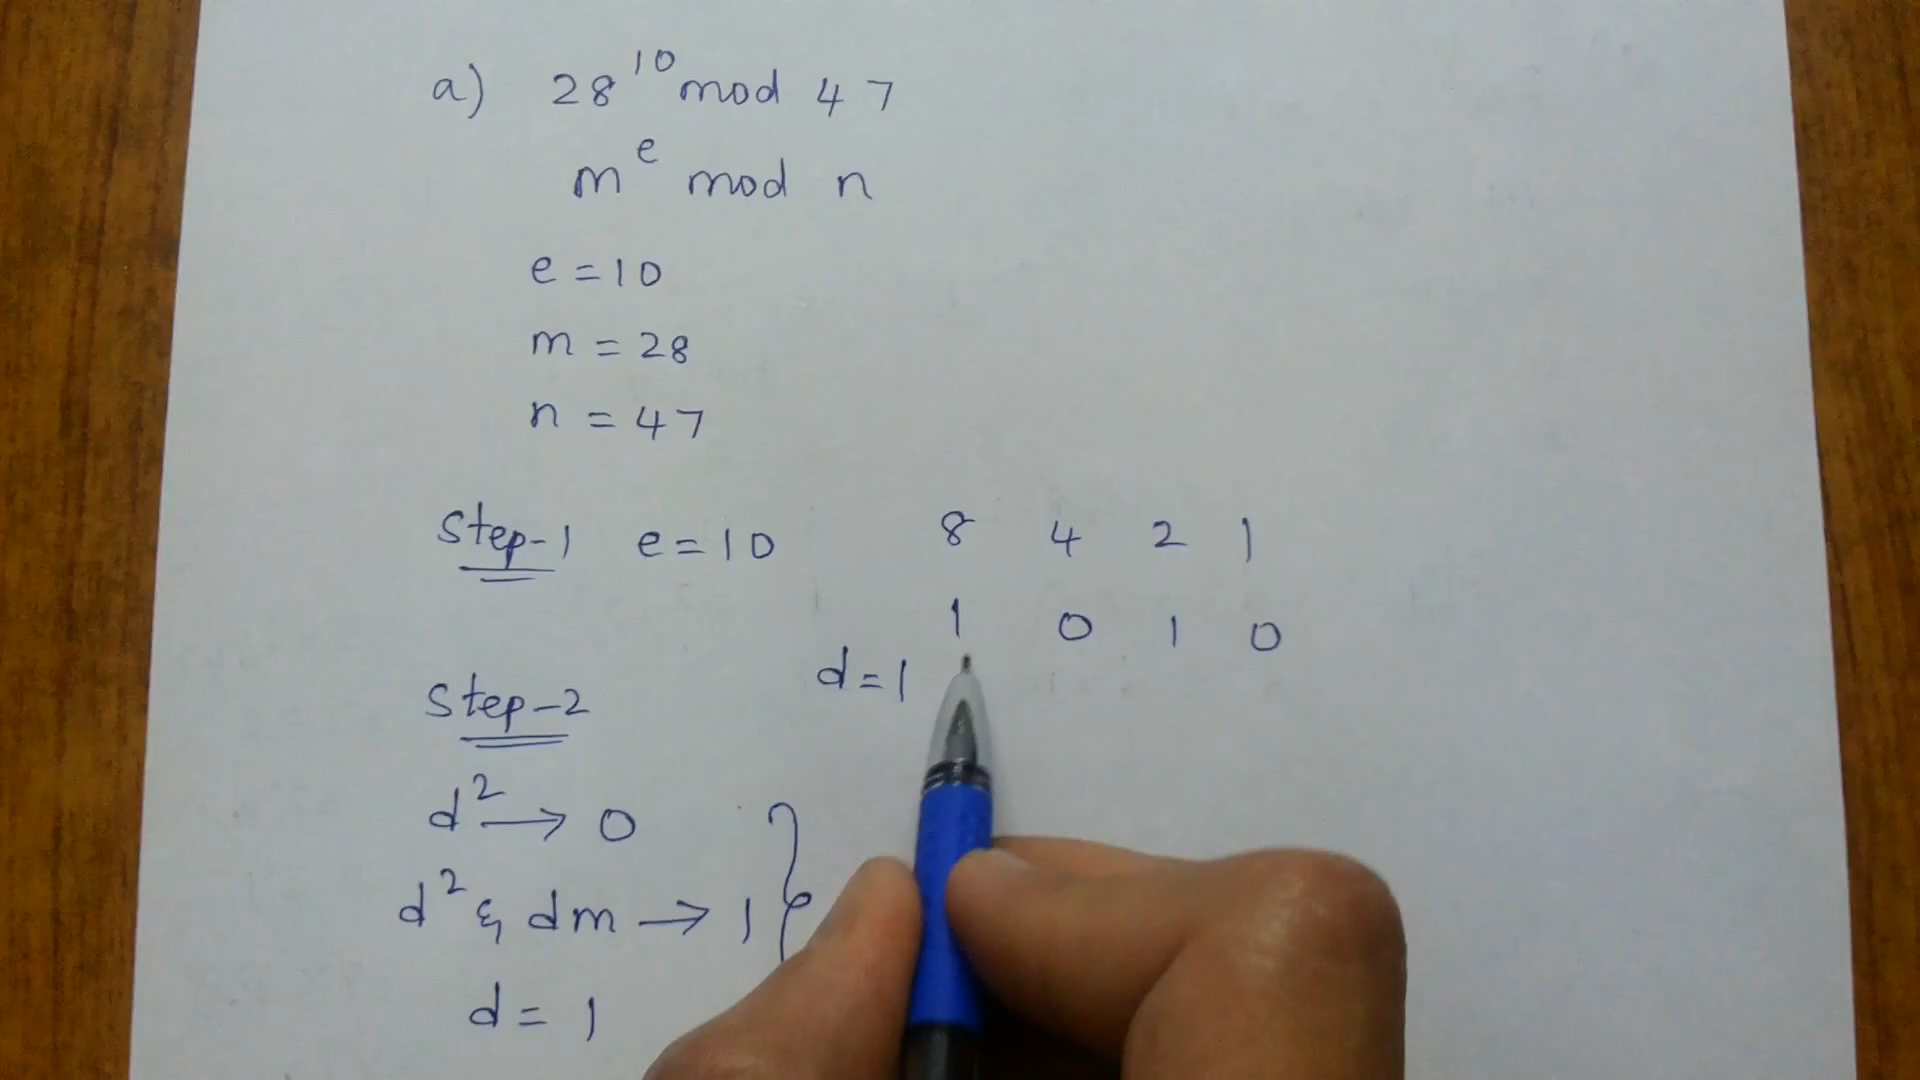 a) 28^10 mod 47
m^e mod n
e = 10
m = 28
n = 47
Step-1 e = 10 8 4 2 1
1 0 1 0
d = 1
Step-2
d^2 → 0
d^2 & dm → 1
d = 1